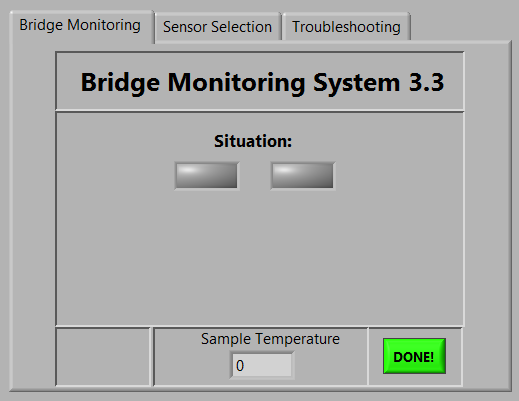 Bridge Monitoring
Sensor Selection
Troubleshooting
Bridge Monitoring System 3.3
Situation:
Sample Temperature
0
DONE!